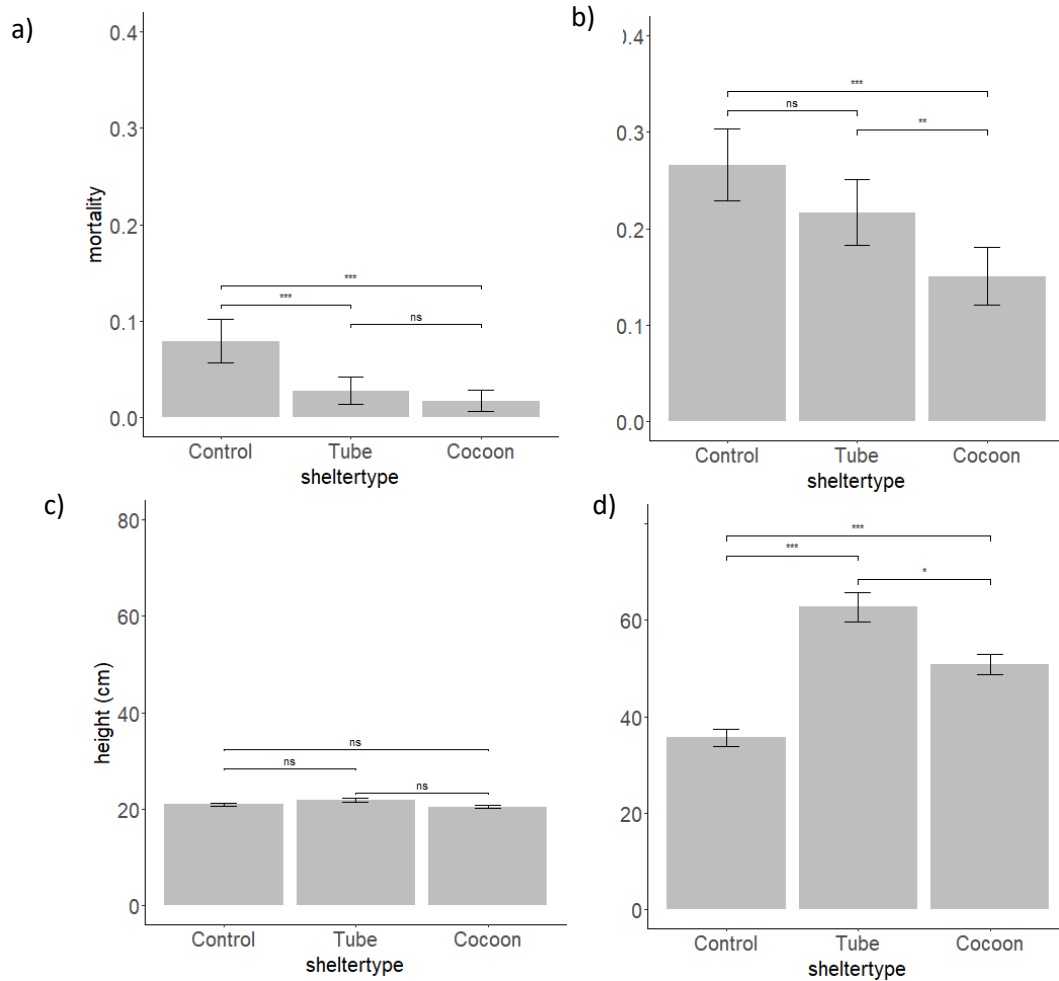 a)
0.4
0.3
0.2
0.1
0.0
mortality
***
***
ns
Control Tube Cocoon
sheltertype
b)
0.4
0.3
0.2
0.1
0.0
***
ns
**
Control Tube Cocoon
sheltertype
c)
80
60
40
20
0
height (cm)
ns
ns
ns
Control Tube Cocoon
sheltertype
d)
60
40
20
0
***
***
*
Control Tube Cocoon
sheltertype